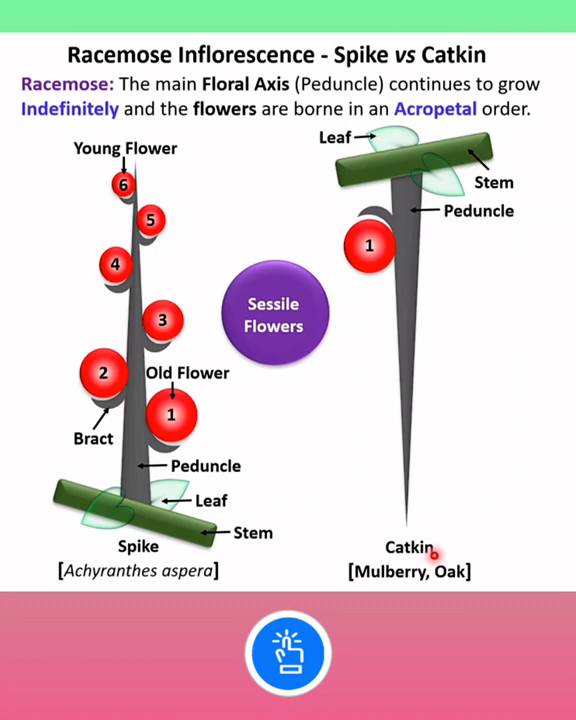 Racemose Inflorescence - Spike vs Catkin
Racemose: The main Floral Axis (Peduncle) continues to grow
Indefinitely and the flowers are borne in an Acropetal order.
Young Flower
6
5
4
3
2
Old Flower
1
Bract
Peduncle
Leaf
Stem
Spike
[Achyranthes aspera]
Sessile
Flowers
Leaf
Stem
Peduncle
1
Catkin
[Mulberry, Oak]